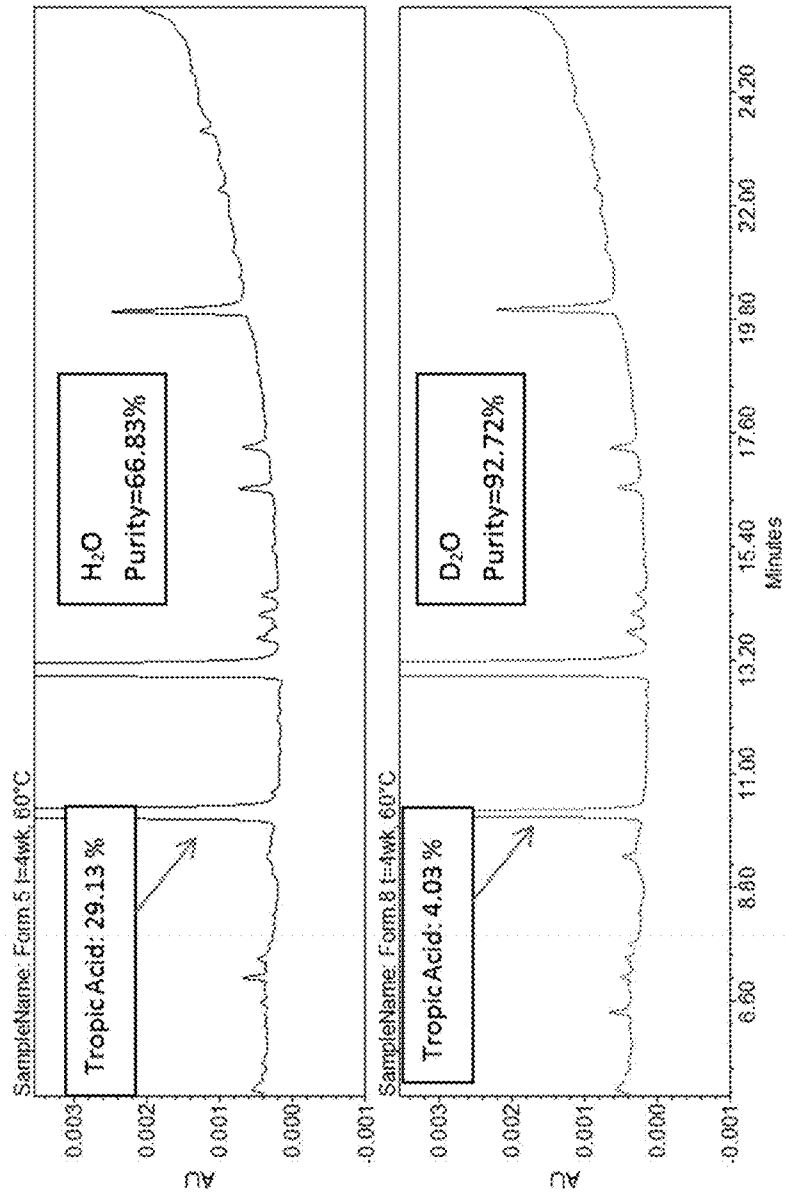 SampleName: Form 5 t=4wk, 60°C
Tropic Acid: 29.13 %
H₂O
Purity=66.83%
AU
0.003
0.002
0.001
0.000
-0.001
SampleName: Form 8 t=4wk, 60°C
Tropic Acid: 4.03 %
D₂O
Purity=92.72%
AU
0.003
0.002
0.001
0.000
-0.001
6.60
8.80
11.00
13.20
15.40
17.60
19.80
22.00
24.20
Minutes